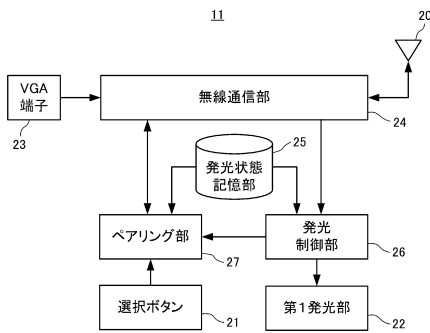 11
20
VGA
端子
23
無線通信部
24
25
発光状態
記憶部
ペアリング部
27
発光
制御部
26
選択ボタン
21
第1発光部
22